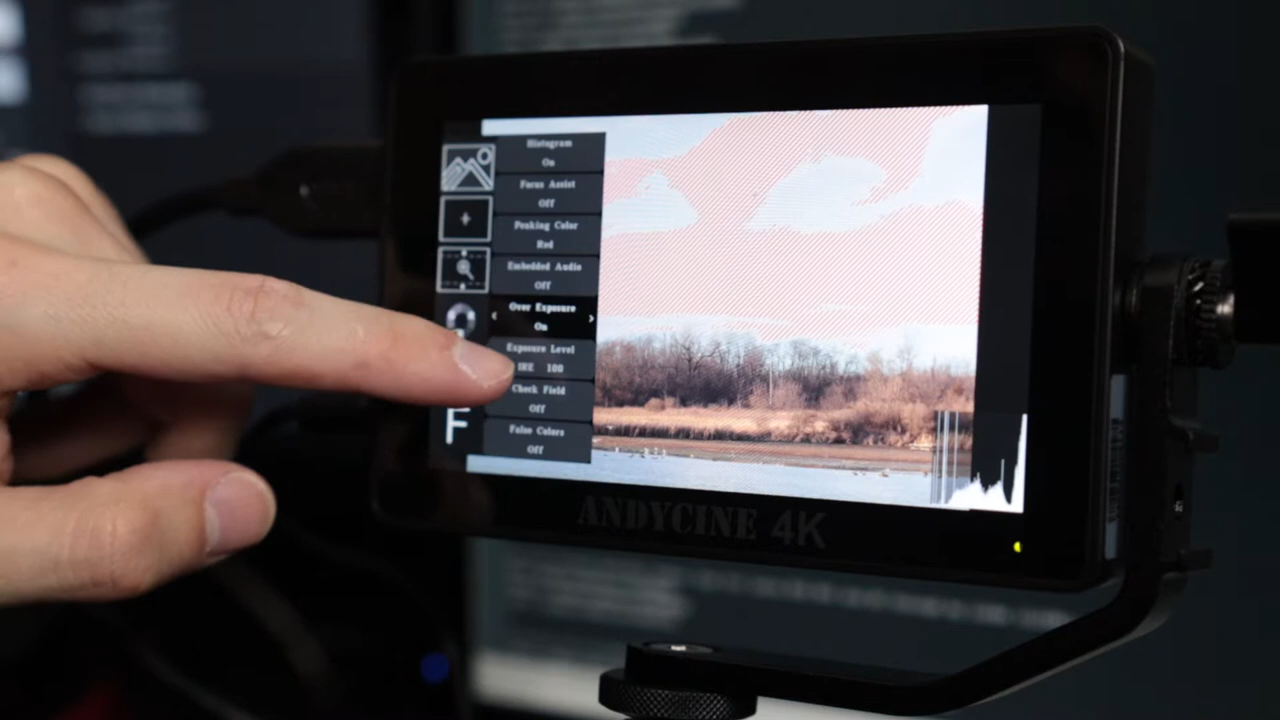 Histogram
On
Focus Assist
Off
Peaking Color
Red
Embedded Audio
Off
Over Exposure
‹ ›
On
Exposure Level
IRE 100
Check Field
Off
False Colors
Off
F
ANDYCINE 4K